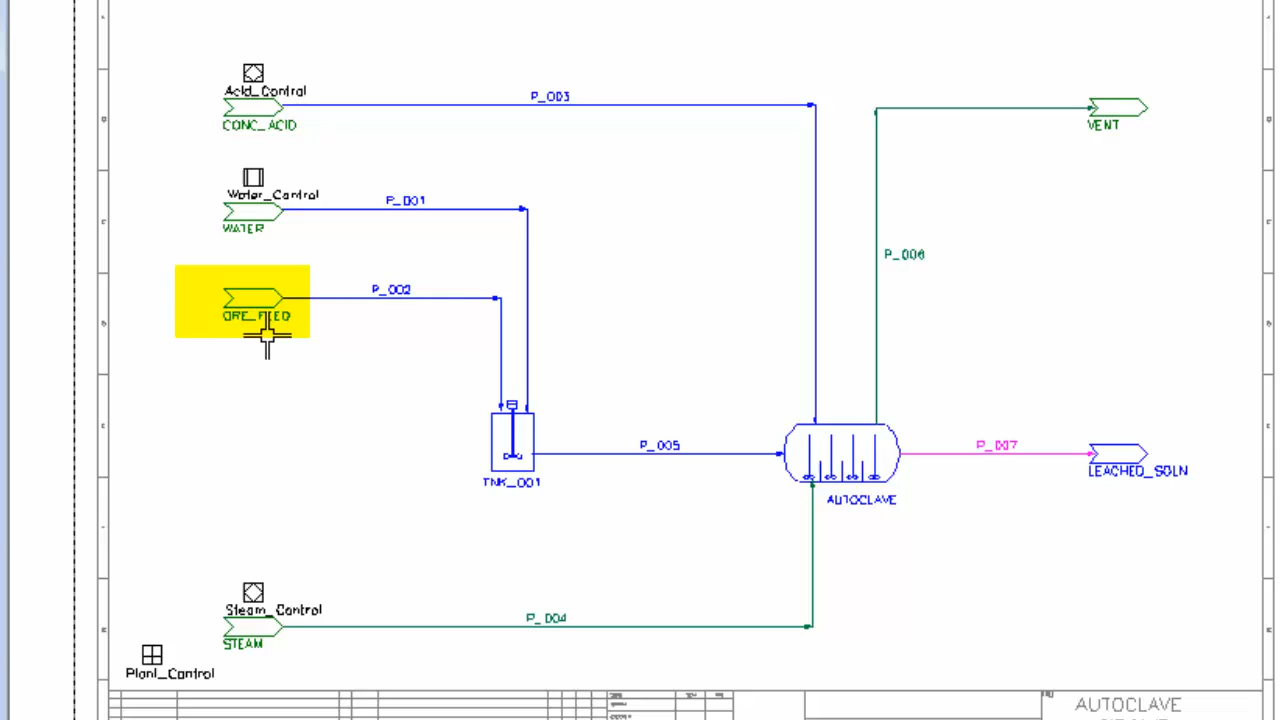 Acid_Control
P_003
CONC_ACID
VENT
Water_Control
P_001
WATER
P_006
P_002
ORE_FEED
P_005
P_007
LEACHED_SOLN
TNK_001
AUTOCLAVE
Steam_Control
P_004
STEAM
Plant_Control
AUTOCLAVE